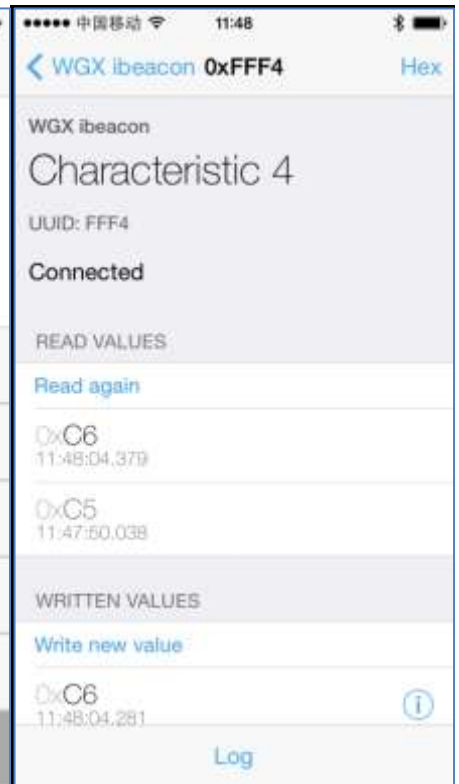 中国移动 11:48
WGX ibeacon 0xFFF4 Hex
WGX ibeacon
Characteristic 4
UUID: FFF4
Connected
READ VALUES
Read again
0xC6
11:48:04.379
0xC5
11:47:50.038
WRITTEN VALUES
Write new value
0xC6
11:48:04.281
Log